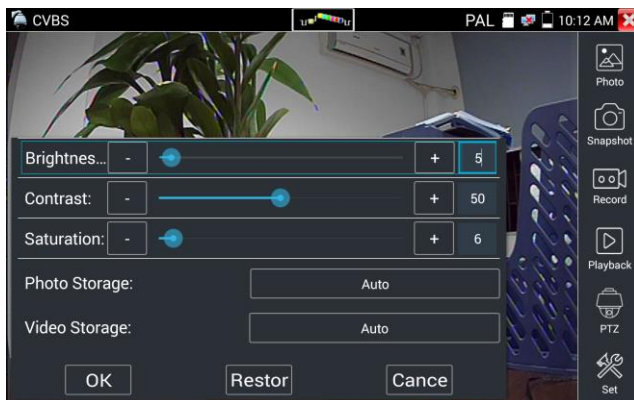 CVBS PAL 10:12 AM
Photo
Snapshot
Brightnes... - + 5
Contrast: - + 50
Record
Saturation: - + 6
Playback
Photo Storage: Auto
PTZ
Video Storage: Auto
OK Restor Cance
Set